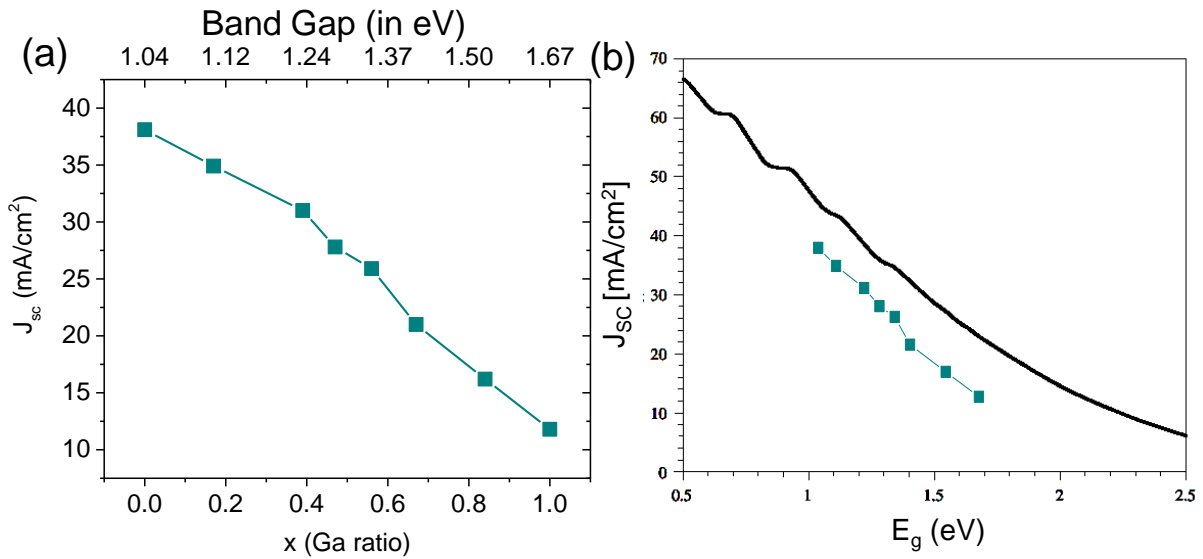 Band Gap (in eV)
(a)
1.04 1.12 1.24 1.37 1.50 1.67
40
35
30
25
20
15
10
J_sc (mA/cm²)
0.0 0.2 0.4 0.6 0.8 1.0
x (Ga ratio)
(b)
70
60
50
40
30
20
10
0
J_SC [mA/cm²]
0.5 1 1.5 2 2.5
E_g (eV)